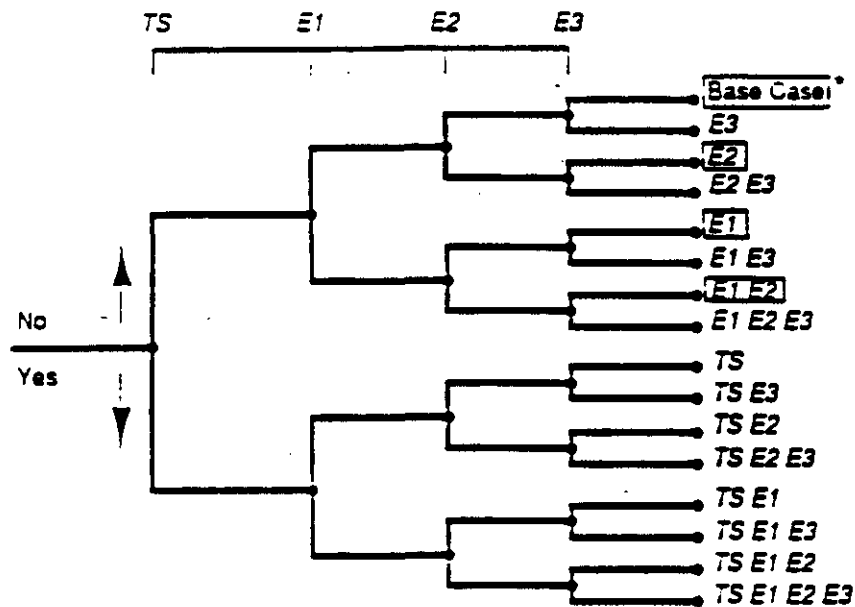 TS E1 E2 E3
Base Case*
E3
E2
E2 E3
E1
E1 E3
E1 E2
E1 E2 E3
No
Yes
TS
TS E3
TS E2
TS E2 E3
TS E1
TS E1 E3
TS E1 E2
TS E1 E2 E3